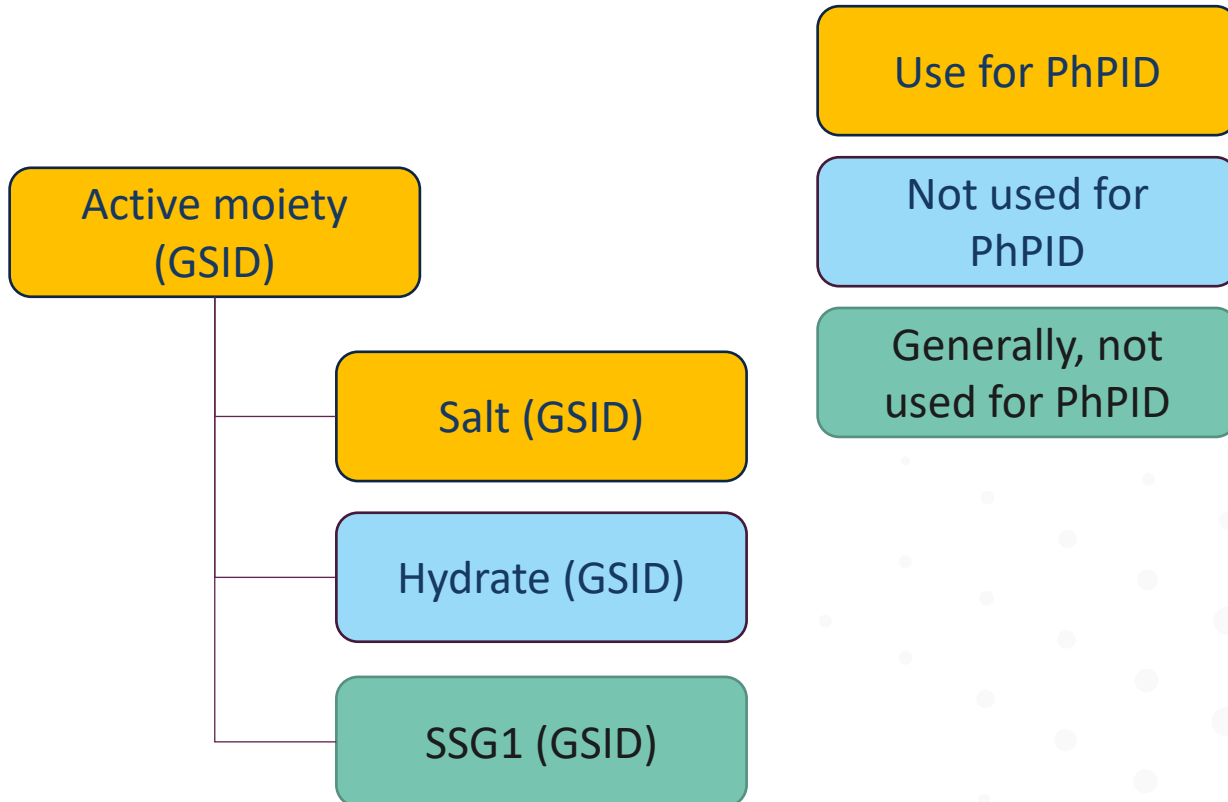 Use for PhPID
Not used for
PhPID
Generally, not
used for PhPID
Active moiety
(GSID)
Salt (GSID)
Hydrate (GSID)
SSG1 (GSID)